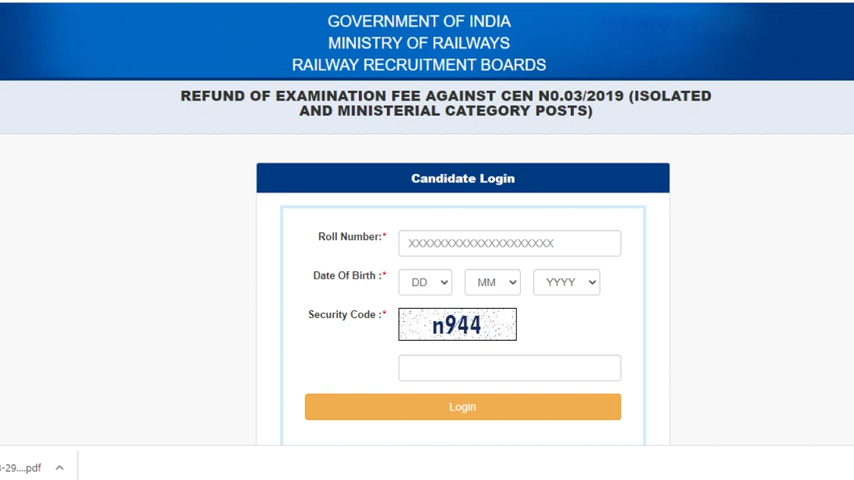 GOVERNMENT OF INDIA
MINISTRY OF RAILWAYS
RAILWAY RECRUITMENT BOARDS
REFUND OF EXAMINATION FEE AGAINST CEN N0.03/2019 (ISOLATED
AND MINISTERIAL CATEGORY POSTS)
Candidate Login
Roll Number:* XXXXXXXXXXXXXXXXXXXX
Date Of Birth :* DD MM YYYY
Security Code :* n944
Login
-29....pdf